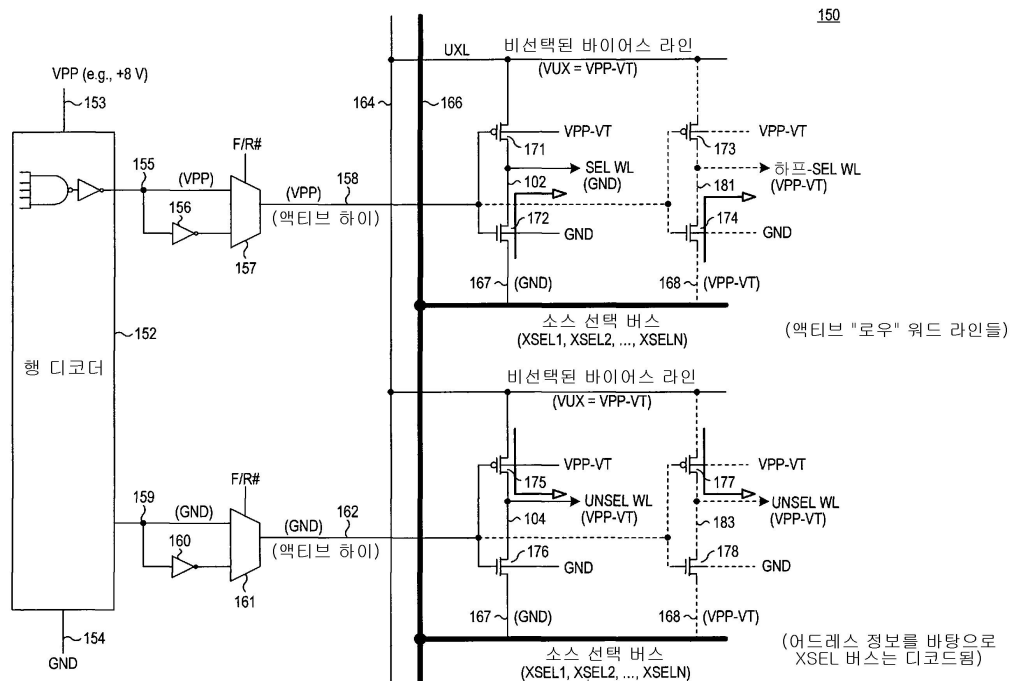 150
비선택된 바이어스 라인
UXL
(VUX = VPP-VT)
VPP (e.g., +8 V)
153
164
166
F/R#
155
(VPP)
(VPP)
158
(액티브 하이)
156
157
VPP-VT
171
SEL WL
(GND)
102
172
GND
167
(GND)
VPP-VT
173
하프-SEL WL
(VPP-VT)
181
174
GND
168
(VPP-VT)
소스 선택 버스
(XSEL1, XSEL2, ..., XSELN)
(액티브 "로우" 워드 라인들)
152
행 디코더
비선택된 바이어스 라인
(VUX = VPP-VT)
F/R#
159
(GND)
(GND)
162
(액티브 하이)
160
161
VPP-VT
175
UNSEL WL
(VPP-VT)
104
176
GND
167
(GND)
VPP-VT
177
UNSEL WL
(VPP-VT)
183
178
GND
168
(VPP-VT)
154
GND
소스 선택 버스
(XSEL1, XSEL2, ..., XSELN)
(어드레스 정보를 바탕으로
XSEL 버스는 디코드됨)